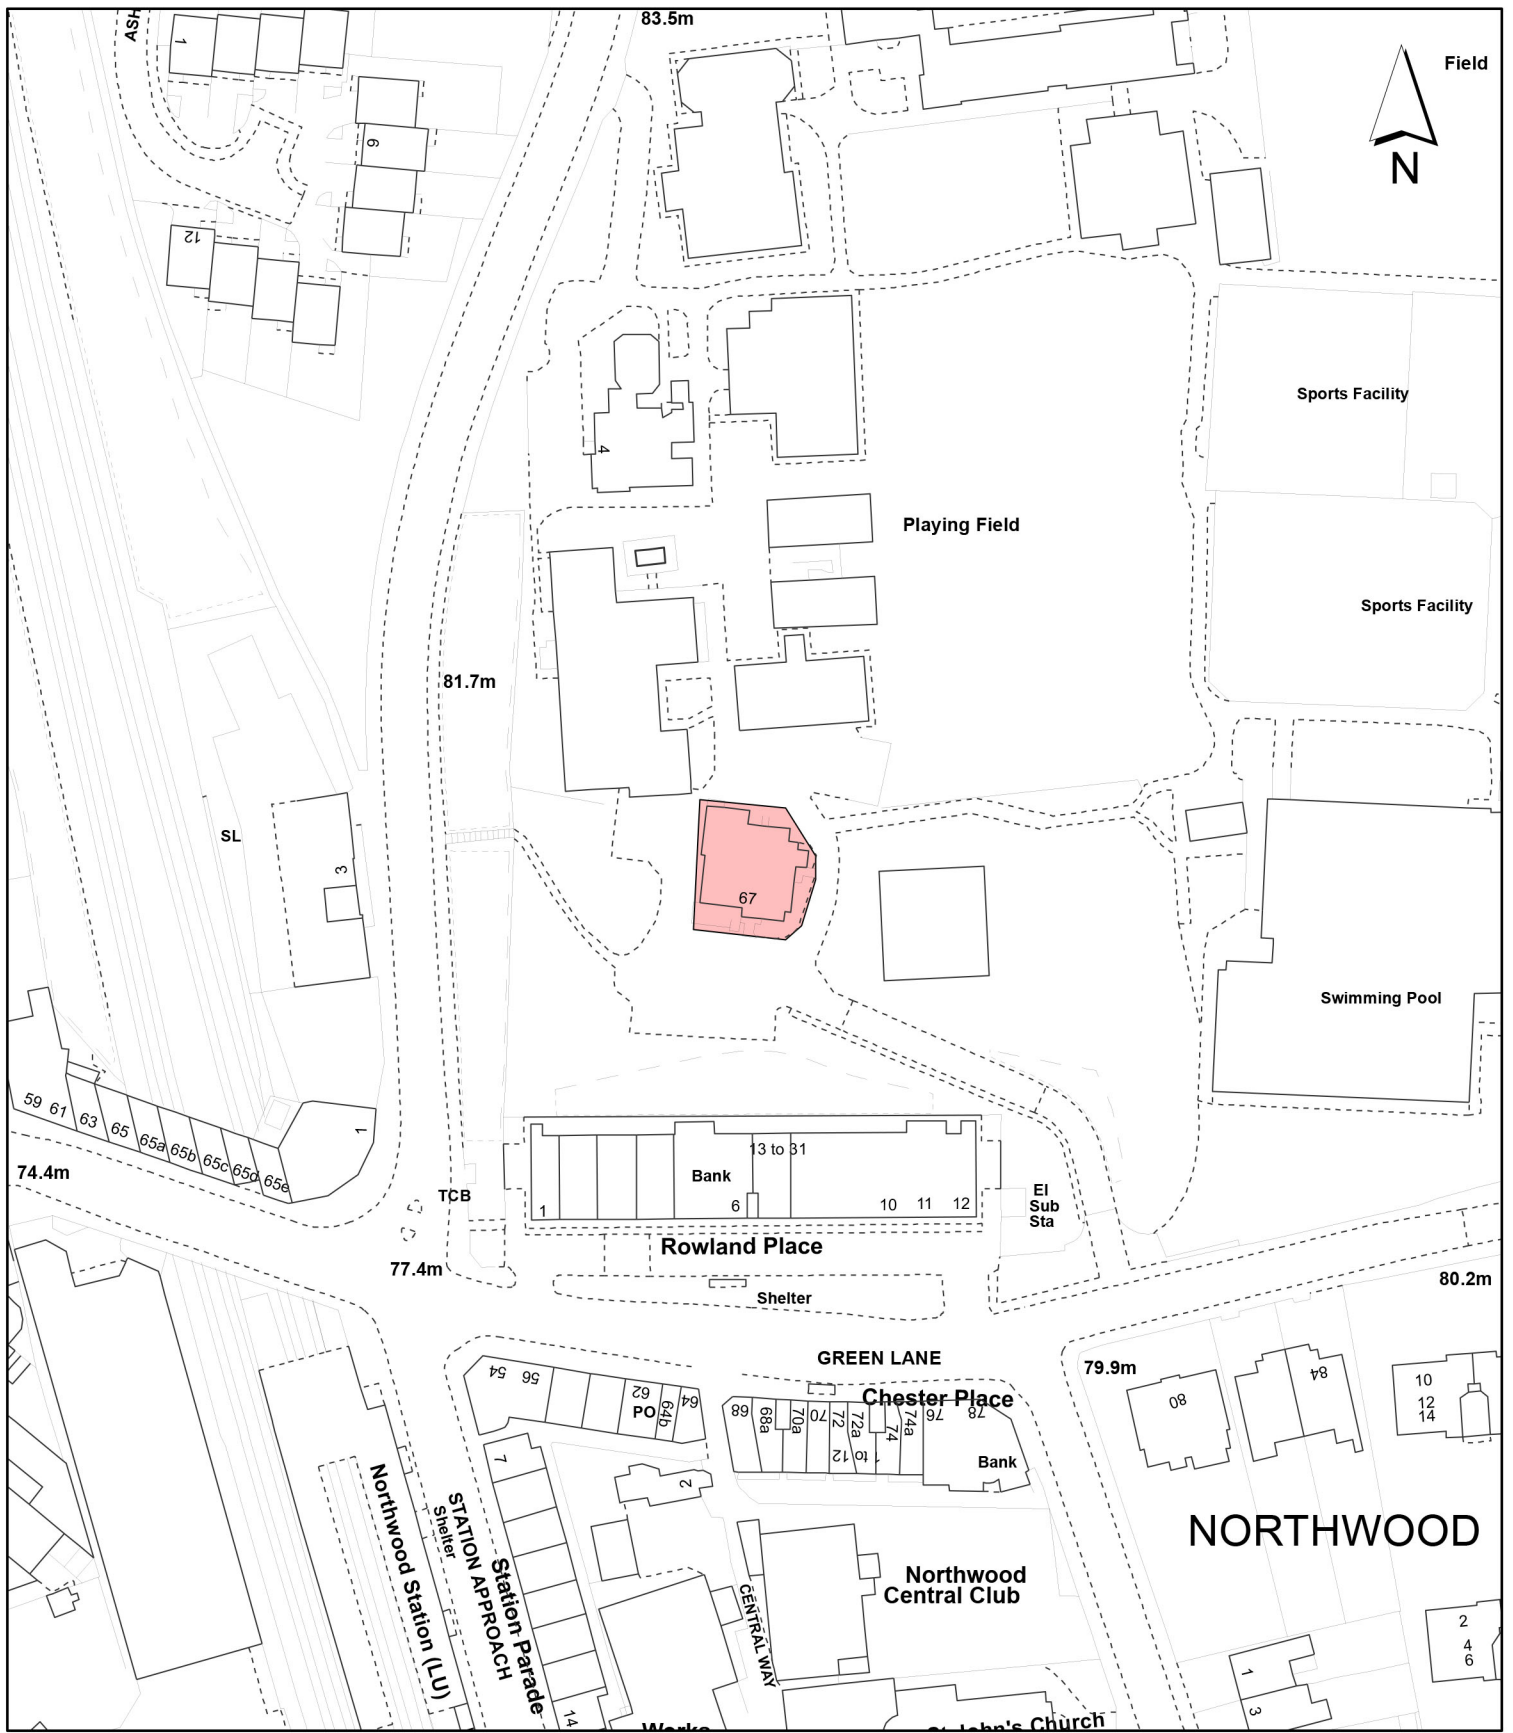 83.5m
ASH
1
Field
N
9
12
Sports Facility
4
Playing Field
Sports Facility
81.7m
SL
3
67
Swimming Pool
59
61
63
65
65a
65b
65c
65d
65e
1
74.4m
TCB
13 to 31
Bank
1
6
10
11
12
El
Sub
Sta
Rowland Place
77.4m
Shelter
80.2m
GREEN LANE
79.9m
Chester Place
54
56
62
PO
64b
64
68
68a
70a
70
72
72a
74
74a
76
78
1 to 12
Bank
80
84
10
12
14
7
2
Northwood Station (LU)
Shelter
STATION APPROACH
Station Parade
14
CENTRAL WAY
Northwood
Central Club
NORTHWOOD
2
4
6
1
3
Works
St John's Church